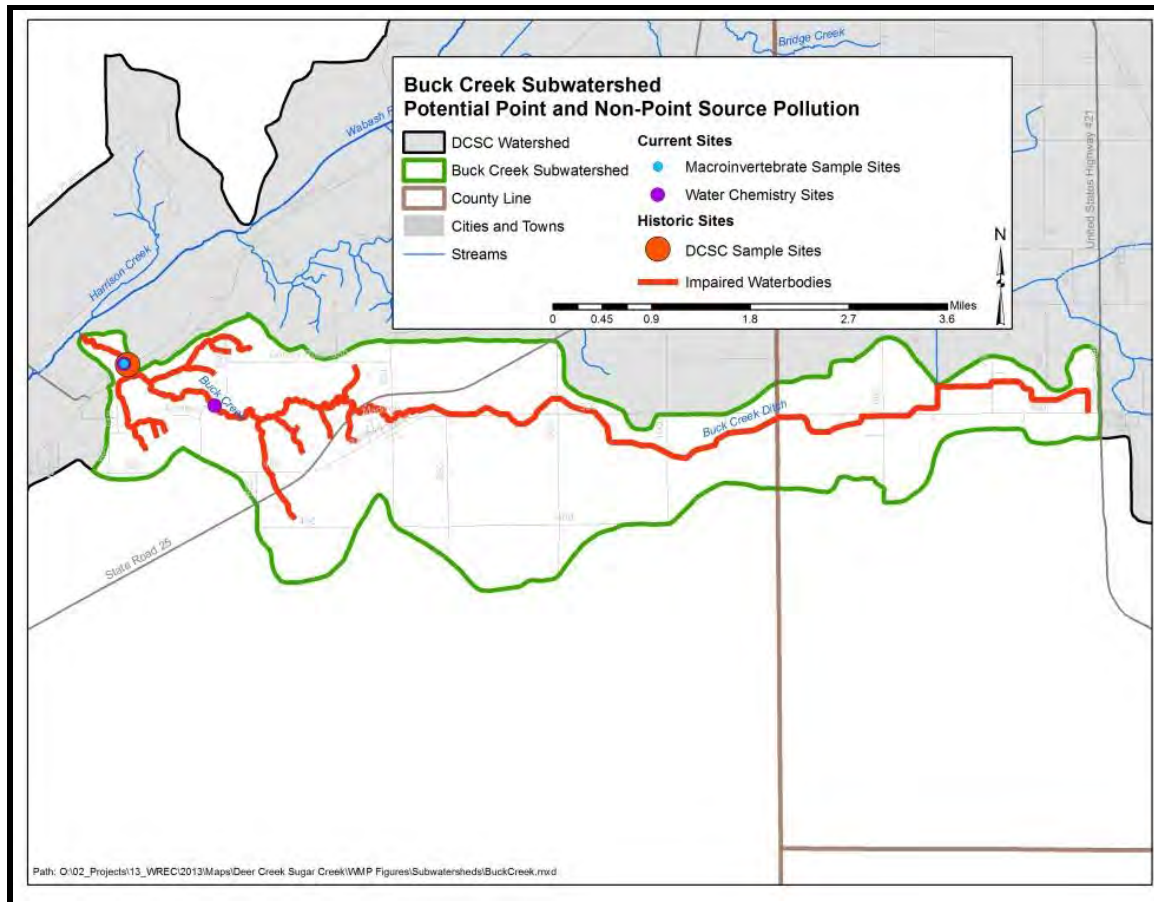 Bridge Creek
Buck Creek Subwatershed
Potential Point and Non-Point Source Pollution
DCSC Watershed
Buck Creek Subwatershed
County Line
Cities and Towns
Streams
Current Sites
Macroinvertebrate Sample Sites
Water Chemistry Sites
Historic Sites
DCSC Sample Sites
Impaired Waterbodies
N
Miles
0 0.45 0.9 1.8 2.7 3.6
United States Highway 421
Wabash
Harrison Creek
Buck Creek
Buck Creek Ditch
State Road 25
Path: O:\02_Projects\13_WREC\2013\Maps\Deer Creek Sugar Creek\WMP Figures\Subwatersheds\BuckCreek.mxd